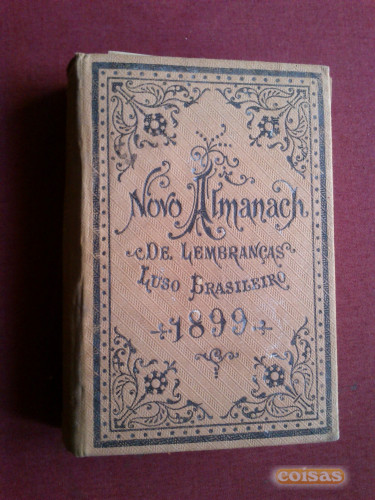 Novo Almanach
De Lembranças
Luso Brasileiro
1899
coisas